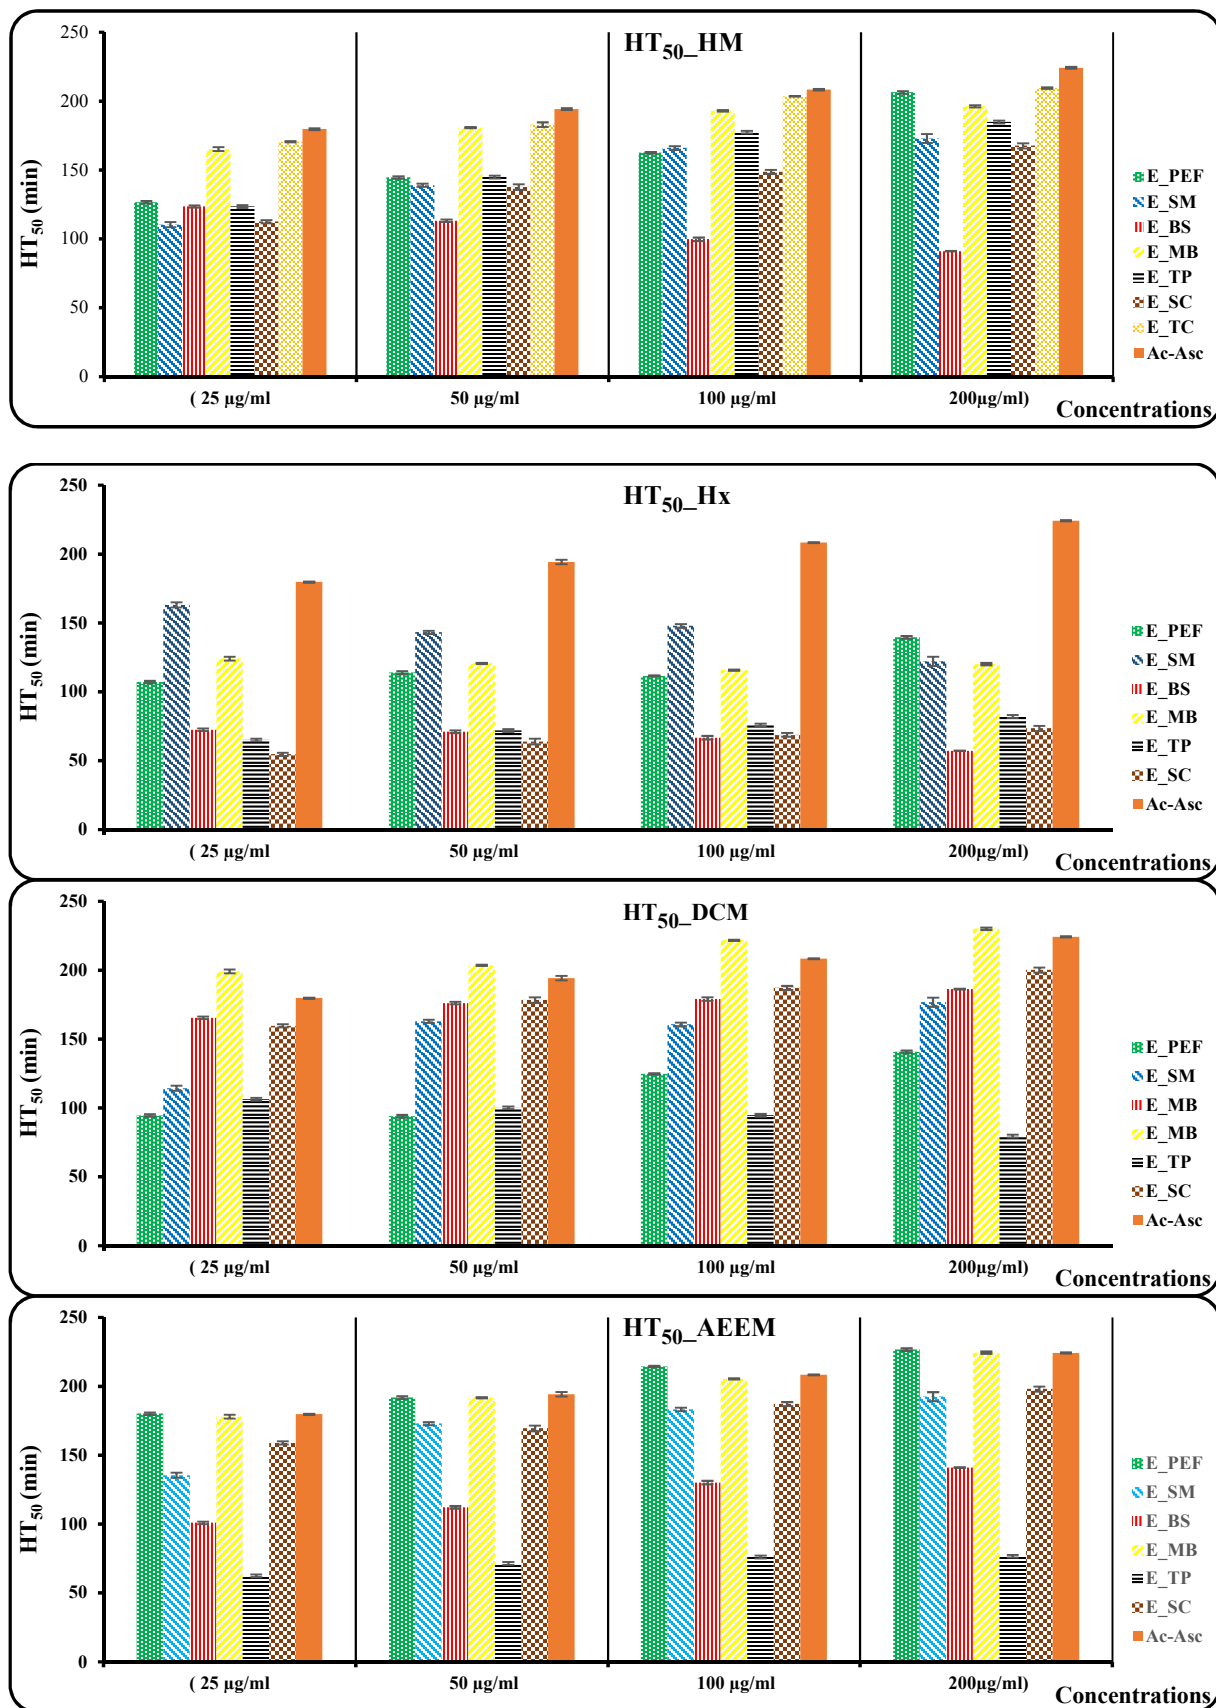 HT50_HM
250
200
150
100
50
0
HT50 (min)
( 25 µg/ml
50 µg/ml
100 µg/ml
200µg/ml)
Concentrations
E_PEF
E_SM
E_BS
E_MB
E_TP
E_SC
E_TC
Ac-Asc
HT50_Hx
250
200
150
100
50
0
HT50 (min)
( 25 µg/ml
50 µg/ml
100 µg/ml
200µg/ml)
Concentrations
E_PEF
E_SM
E_BS
E_MB
E_TP
E_SC
Ac-Asc
HT50_DCM
250
200
150
100
50
0
HT50 (min)
( 25 µg/ml
50 µg/ml
100 µg/ml
200µg/ml)
Concentrations
E_PEF
E_SM
E_MB
E_MB
E_TP
E_SC
Ac-Asc
HT50_AEEM
250
200
150
100
50
0
HT50 (min)
( 25 µg/ml
50 µg/ml
100 µg/ml
200µg/ml)
Concentrations
E_PEF
E_SM
E_BS
E_MB
E_TP
E_SC
Ac-Asc